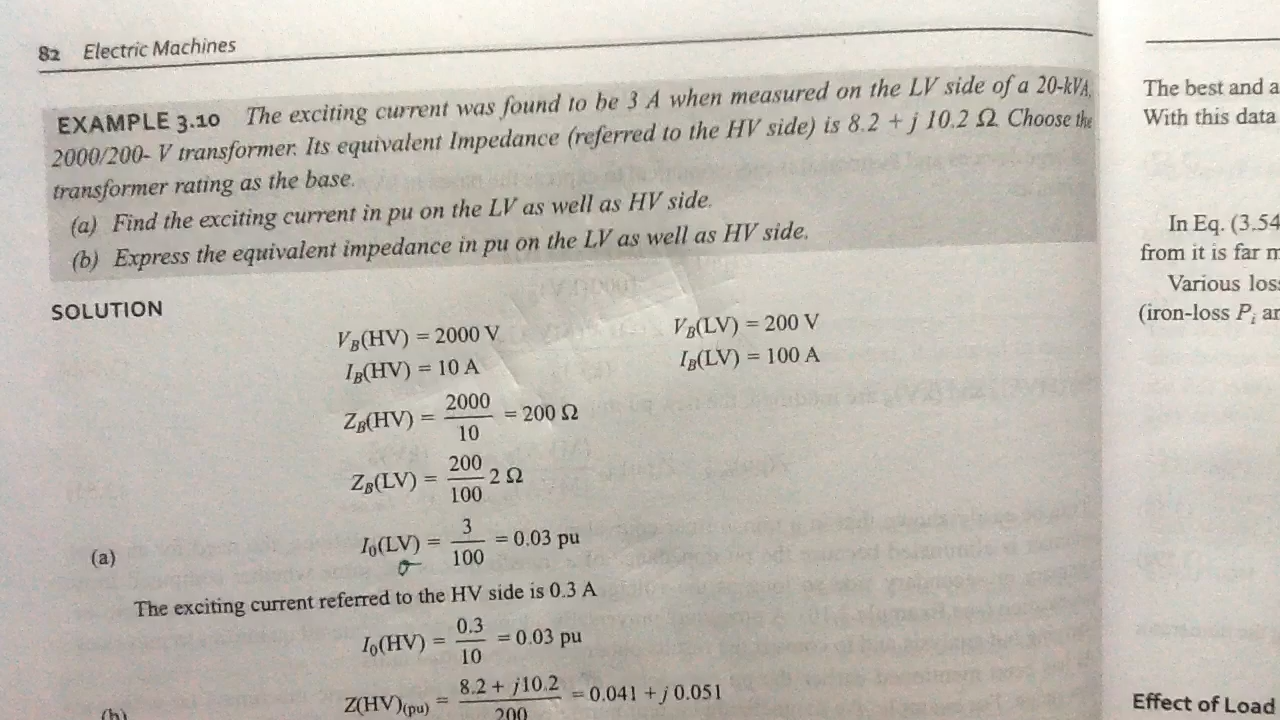 82 Electric Machines
EXAMPLE 3.10 The exciting current was found to be 3 A when measured on the LV side of a 20-kVA,
2000/200- V transformer. Its equivalent Impedance (referred to the HV side) is 8.2 + j 10.2 Ω. Choose the
transformer rating as the base.
(a) Find the exciting current in pu on the LV as well as HV side.
(b) Express the equivalent impedance in pu on the LV as well as HV side.
SOLUTION
V_B(HV) = 2000 V V_B(LV) = 200 V
I_B(HV) = 10 A I_B(LV) = 100 A
Z_B(HV) = 2000/10 = 200 Ω
Z_B(LV) = 200/100 2 Ω
(a) I_0(LV) = 3/100 = 0.03 pu
The exciting current referred to the HV side is 0.3 A
I_0(HV) = 0.3/10 = 0.03 pu
(b) Z(HV)_(pu) = 8.2 + j10.2/200 = 0.041 + j 0.051
The best and a
With this data
In Eq. (3.54
from it is far
Various
(iron-loss P_i
Effect of Load